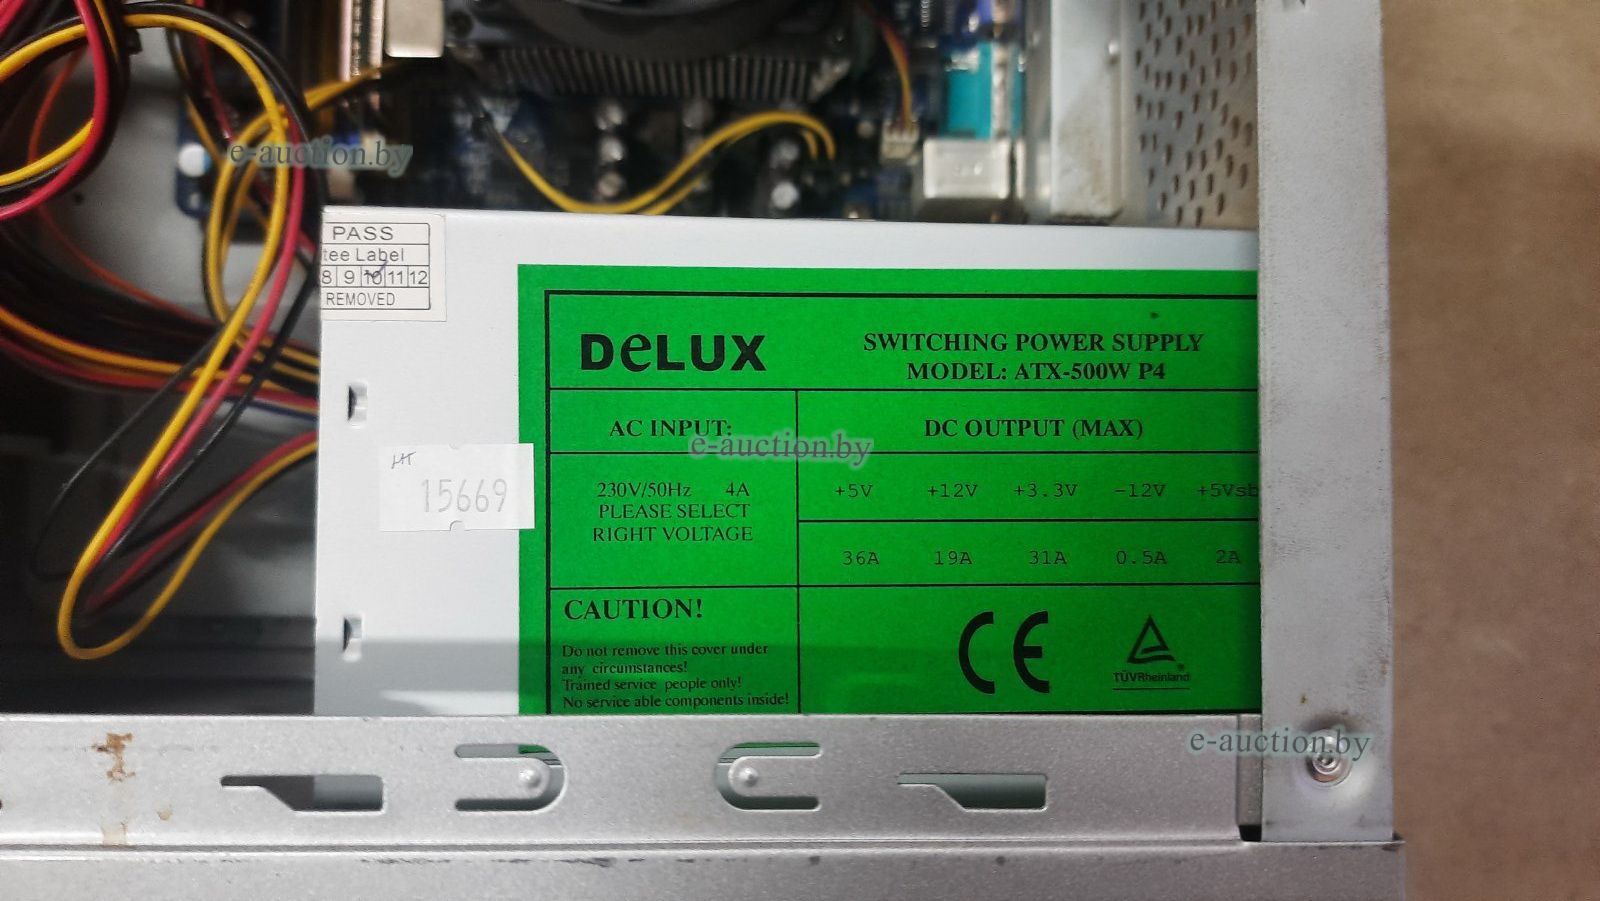 e-auction.by
PASS
tee Label
8 9 10 11 12
REMOVED
DeLUX
SWITCHING POWER SUPPLY
MODEL: ATX-500W P4
AC INPUT:
DC OUTPUT (MAX)
e-auction.by
15669
230V/50Hz 4A
PLEASE SELECT
RIGHT VOLTAGE
+5V +12V +3.3V -12V +5Vsb
36A 19A 31A 0.5A 2A
CAUTION!
Do not remove this cover under
any circumstances!
Trained service people only!
No service able components inside!
CE
TÜVRheinland
e-auction.by